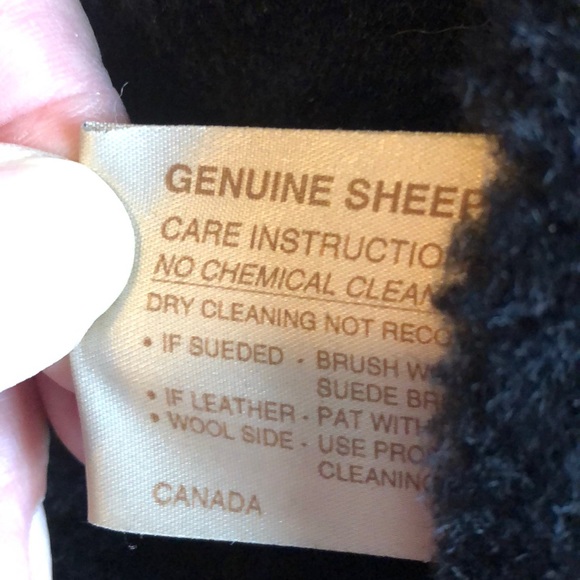 GENUINE SHEEP
CARE INSTRUCTIO
NO CHEMICAL CLEAN
DRY CLEANING NOT RECO
• IF SUEDED - BRUSH W
SUEDE BR
• IF LEATHER - PAT WITH
• WOOL SIDE - USE PRO
CLEANING
CANADA